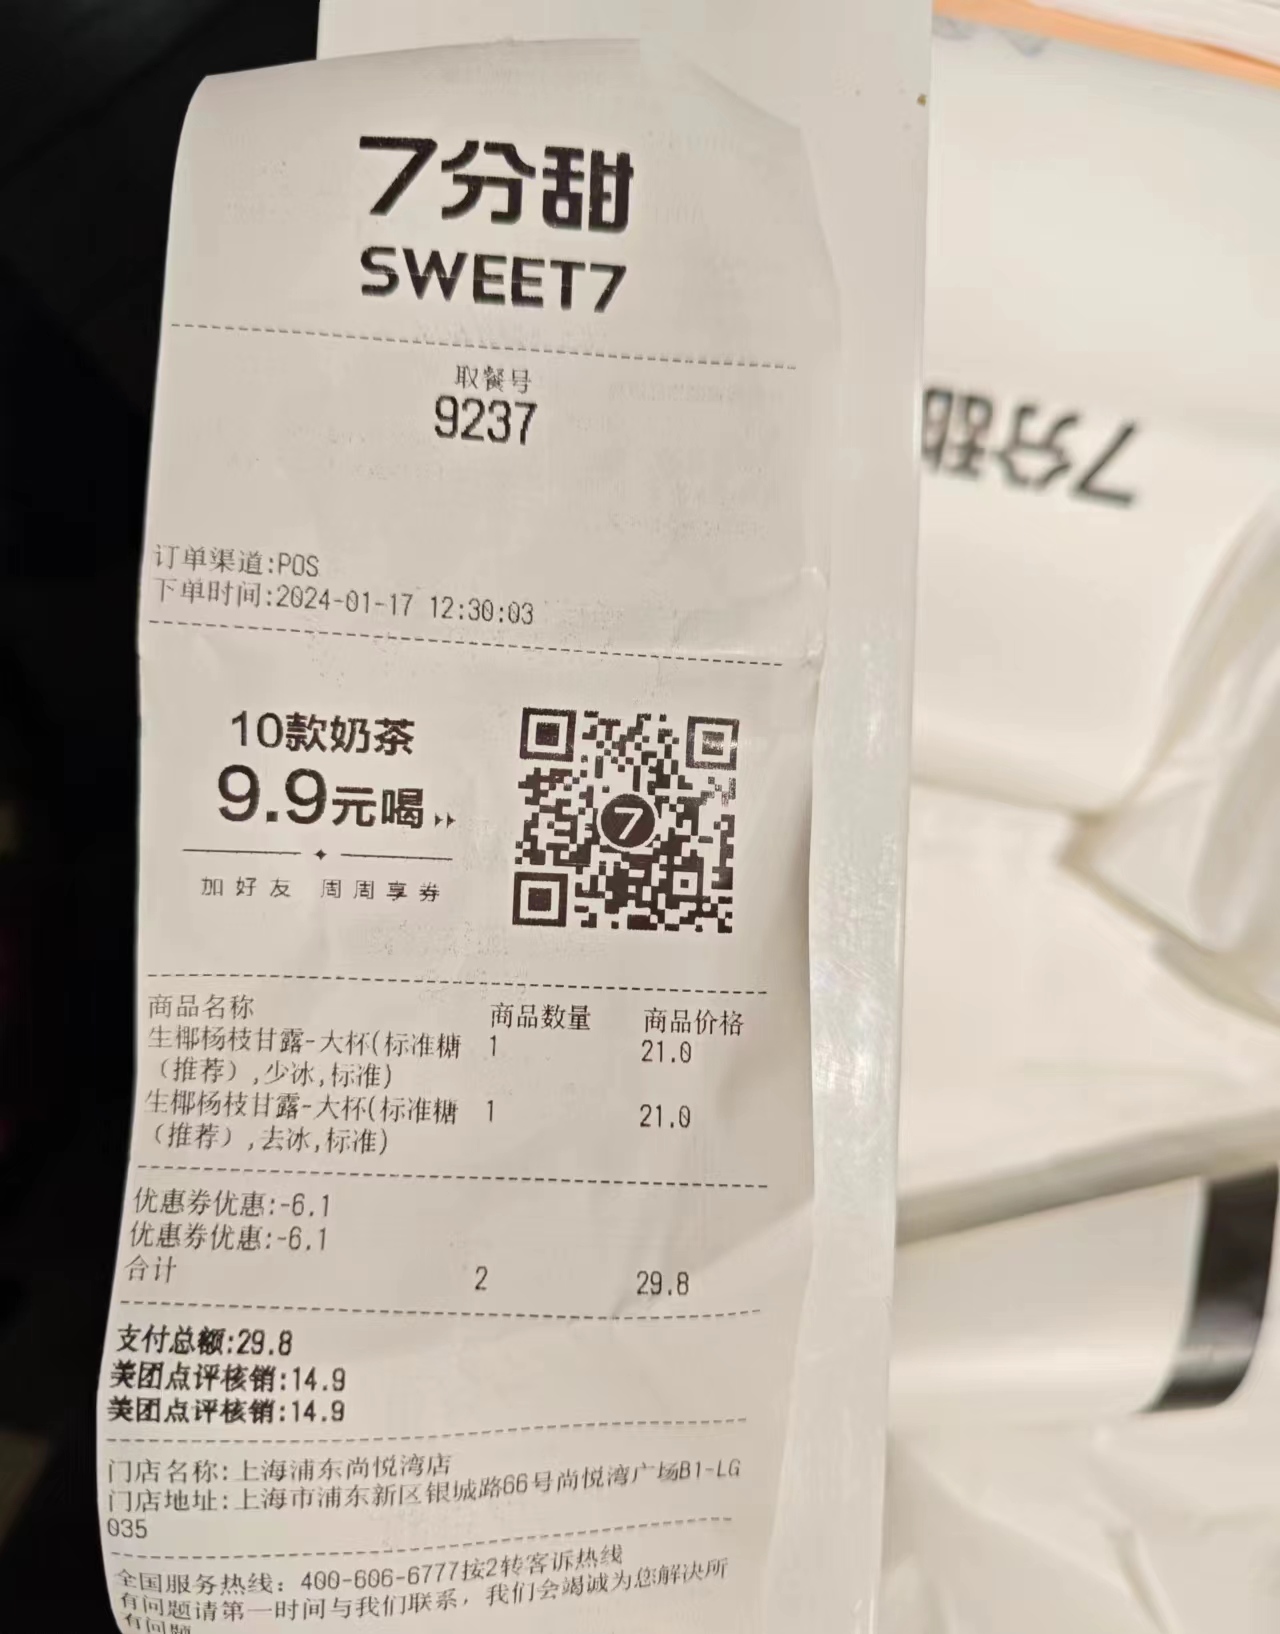 7分甜
SWEET7
取餐号
9237
订单渠道:POS
下单时间:2024-01-17 12:30:03
10款奶茶
9.9元喝
加好友 周周享券
7
商品名称 商品数量 商品价格
生椰杨枝甘露-大杯(标准糖 1 21.0
(推荐),少冰,标准)
生椰杨枝甘露-大杯(标准糖 1 21.0
(推荐),去冰,标准)
优惠券优惠:-6.1
优惠券优惠:-6.1
合计 2 29.8
支付总额:29.8
美团点评核销:14.9
美团点评核销:14.9
门店名称:上海浦东尚悦湾店
门店地址:上海市浦东新区银城路66号尚悦湾广场B1-LG
035
全国服务热线：400-606-6777按2转客诉热线
有问题请第一时间与我们联系，我们会竭诚为您解决所
有问题
7分甜